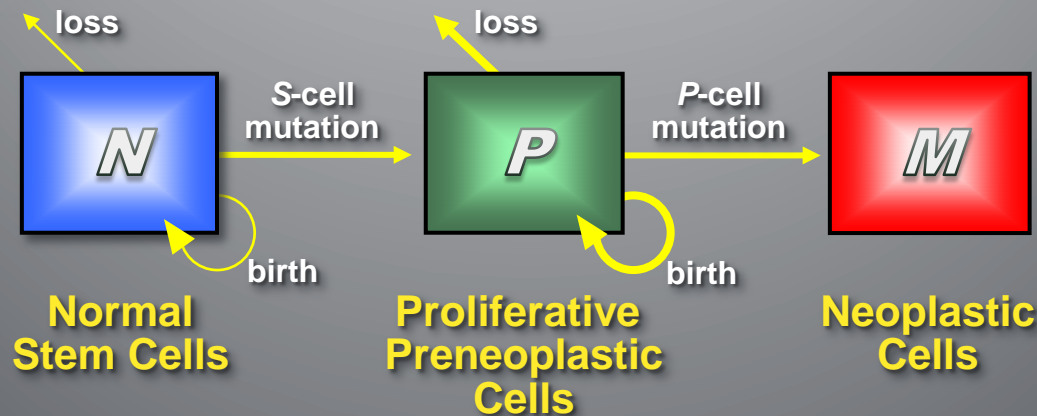 loss
loss
S-cell
mutation
P-cell
mutation
N
P
M
birth
birth
Normal
Stem Cells
Proliferative
Preneoplastic
Cells
Neoplastic
Cells